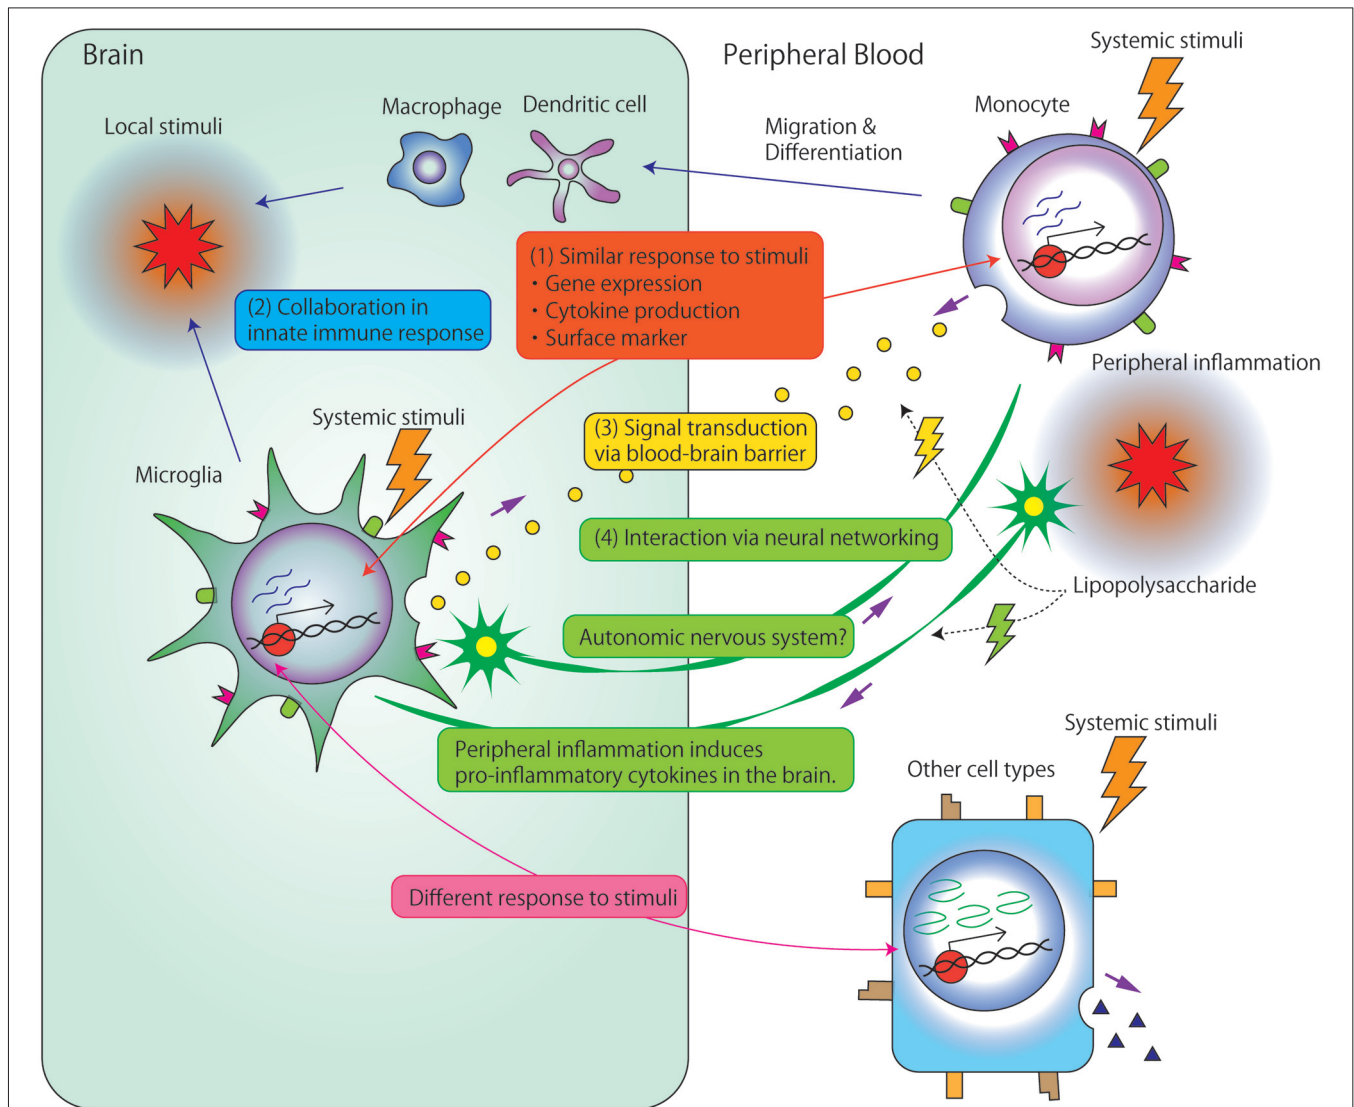 Brain
Peripheral Blood
Systemic stimuli
Macrophage
Dendritic cell
Monocyte
Local stimuli
Migration &
Differentiation
(1) Similar response to stimuli
・Gene expression
・Cytokine production
・Surface marker
(2) Collaboration in
innate immune response
Peripheral inflammation
Systemic stimuli
(3) Signal transduction
via blood-brain barrier
Microglia
(4) Interaction via neural networking
Lipopolysaccharide
Autonomic nervous system?
Systemic stimuli
Peripheral inflammation induces
pro-inflammatory cytokines in the brain.
Other cell types
Different response to stimuli